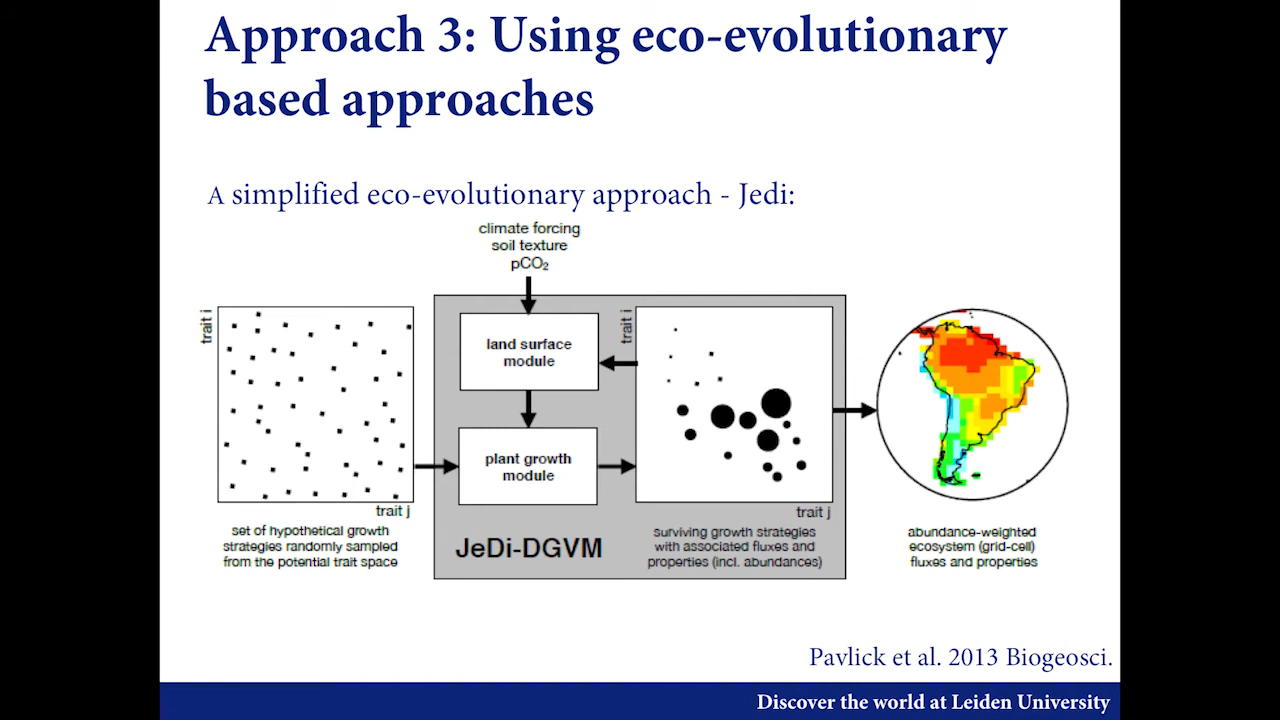 Approach 3: Using eco-evolutionary
based approaches
A simplified eco-evolutionary approach - Jedi:
climate forcing
soil texture
pCO₂
trait i
trait j
set of hypothetical growth
strategies randomly sampled
from the potential trait space
land surface
module
plant growth
module
JeDi-DGVM
trait i
trait j
surviving growth strategies
with associated fluxes and
properties (incl. abundances)
abundance-weighted
ecosystem (grid-cell)
fluxes and properties
Pavlick et al. 2013 Biogeosci.
Discover the world at Leiden University